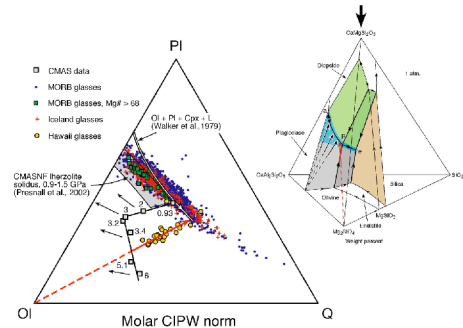 Pl
CMAS data
MORB glasses
MORB glasses, Mg# > 68
Iceland glasses
Hawaii glasses
Ol + Pl + Cpx + L
(Walker et al., 1979)
CMASNF lherzolite
solidus, 0.9-1.5 GPa
(Presnall et al., 2002)
0.93
2
3
3.2
3.4
5.1
6
Ol
Q
Molar CIPW norm
CaMgSi₂O₆
Diopside
1 atm.
Plagioclase
CaAl₂Si₂O₈
SiO₂
Silica
Olivine
MgSiO₃
Enstatite
Mg₂SiO₄
Weight percent